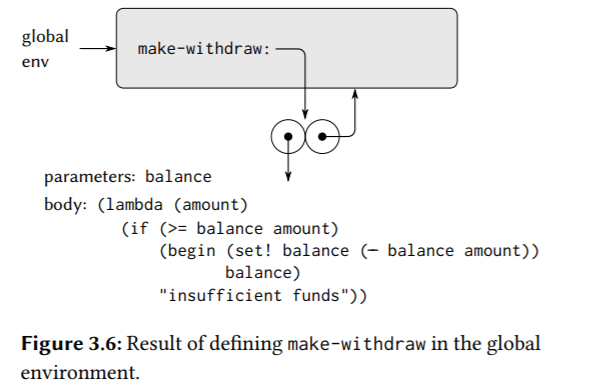 global
env
make-withdraw:
parameters: balance
body: (lambda (amount)
(if (>= balance amount)
(begin (set! balance (- balance amount))
balance)
"insufficient funds"))
Figure 3.6: Result of defining make-withdraw in the global
environment.